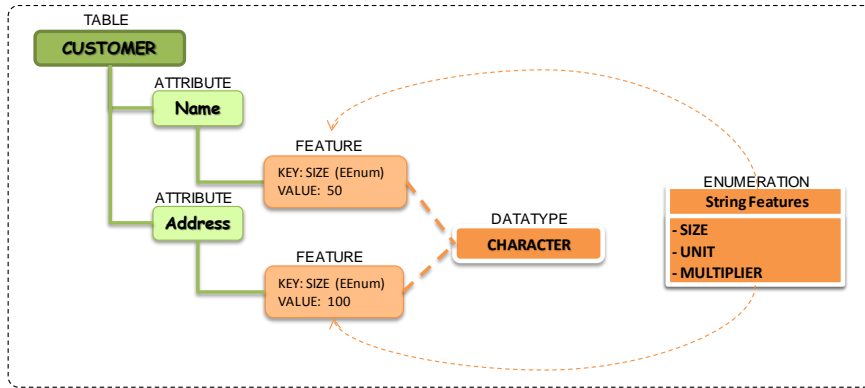 TABLE
CUSTOMER
ATTRIBUTE
Name
FEATURE
KEY: SIZE (EEnum)
VALUE: 50
ATTRIBUTE
Address
FEATURE
KEY: SIZE (EEnum)
VALUE: 100
DATATYPE
CHARACTER
ENUMERATION
String Features
- SIZE
- UNIT
- MULTIPLIER